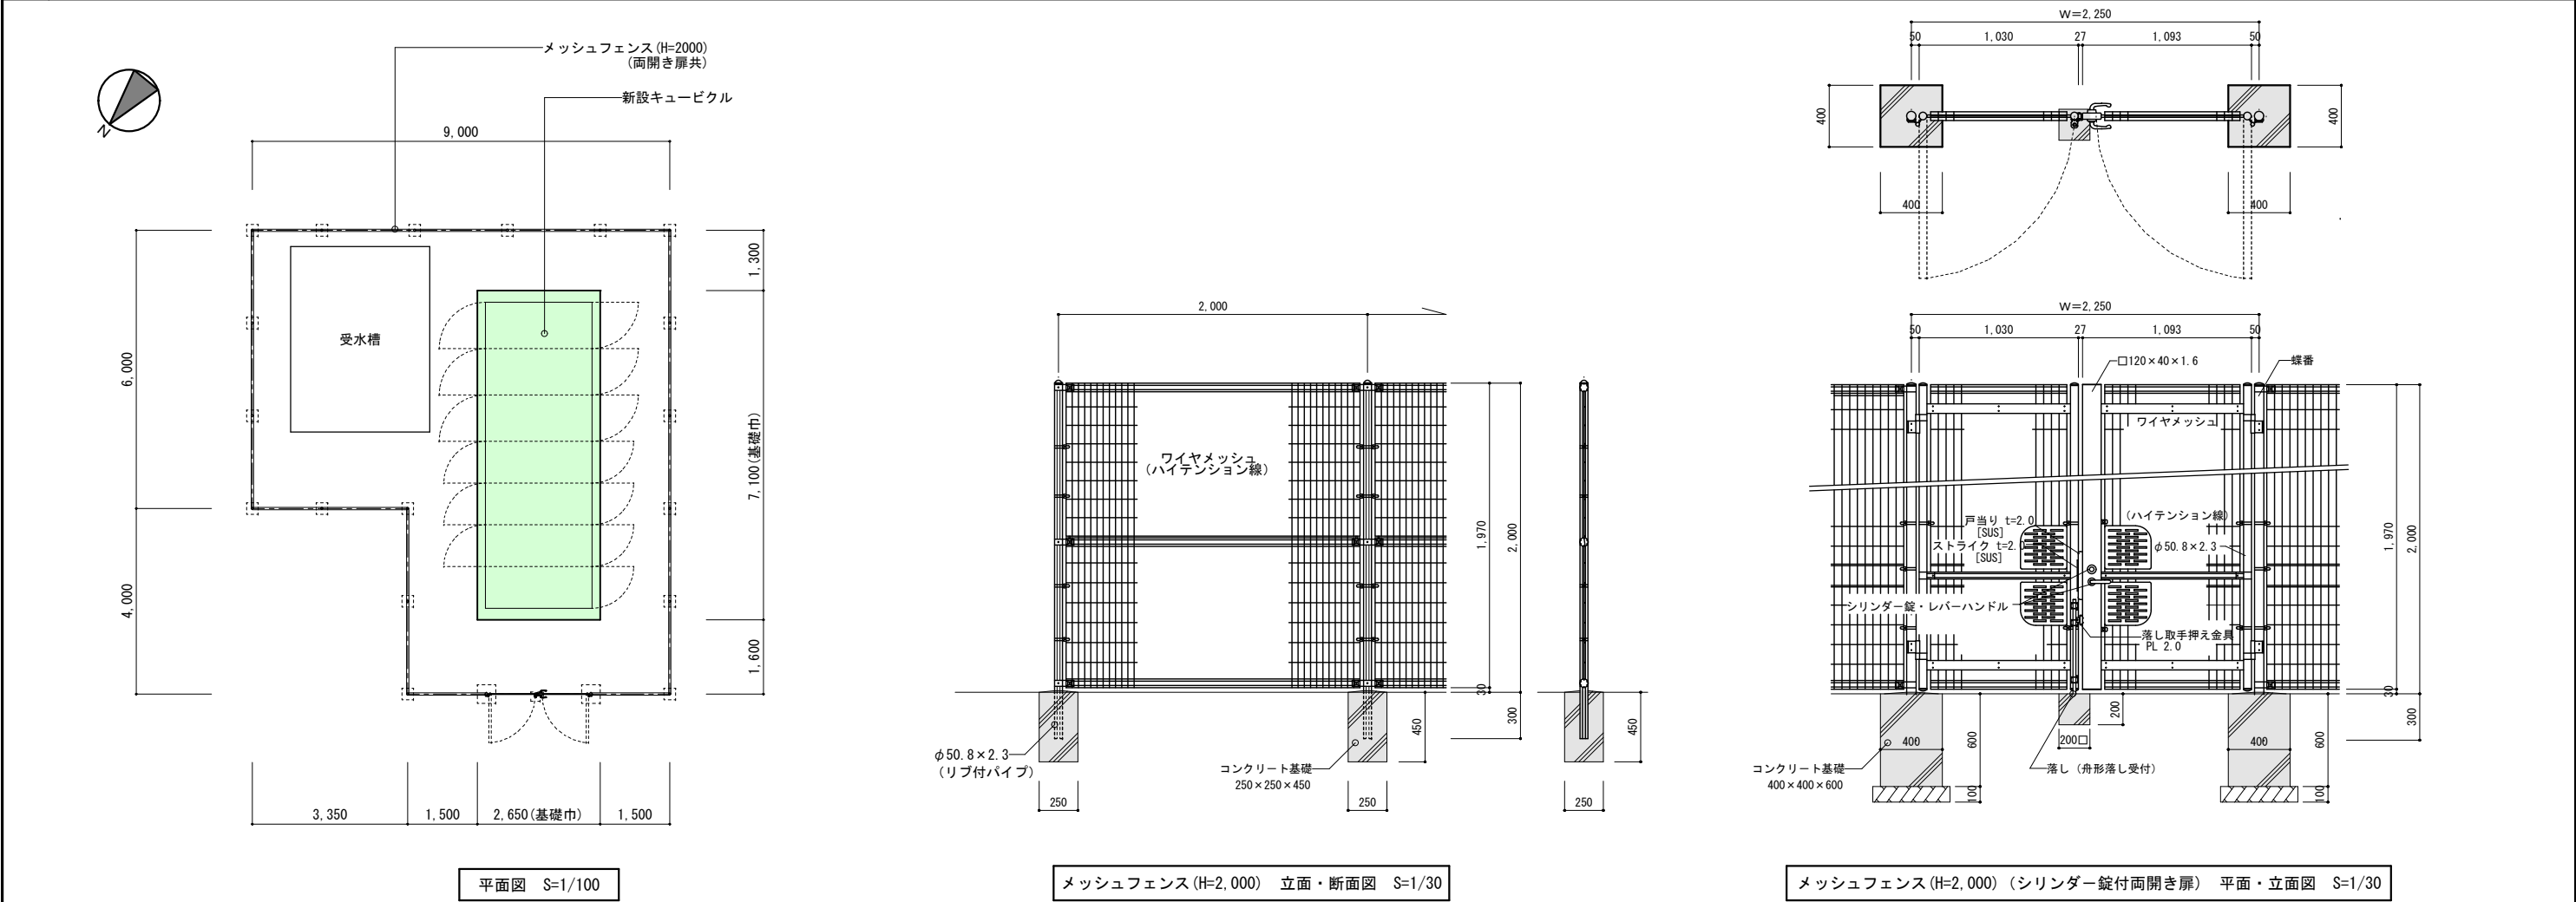 メッシュフェンス(H=2000)
(両開き扉共)
新設キュービクル
N
9,000
6,000
4,000
受水槽
1,300
7,100(基礎巾)
1,600
3,350
1,500
2,650(基礎巾)
1,500
平面図 S=1/100
2,000
ワイヤメッシュ
(ハイテンション線)
1,970
2,000
30
300
450
450
φ50.8×2.3
(リブ付パイプ)
コンクリート基礎
250×250×450
250
250
250
メッシュフェンス(H=2,000) 立面・断面図 S=1/30
W=2,250
50
1,030
27
1,093
50
400
400
400
400
W=2,250
50
1,030
27
1,093
50
□120×40×1.6
蝶番
ワイヤメッシュ
(ハイテンション線)
戸当り t=2.0
[SUS]
ストライク t=2.0
[SUS]
φ50.8×2.3
シリンダー錠・レバーハンドル
落し取手押え金具
PL 2.0
1,970
2,000
30
300
200
200□
400
400
600
600
100
100
コンクリート基礎
400×400×600
落し (舟形落し受付)
メッシュフェンス(H=2,000) (シリンダー錠付両開き扉) 平面・立面図 S=1/30